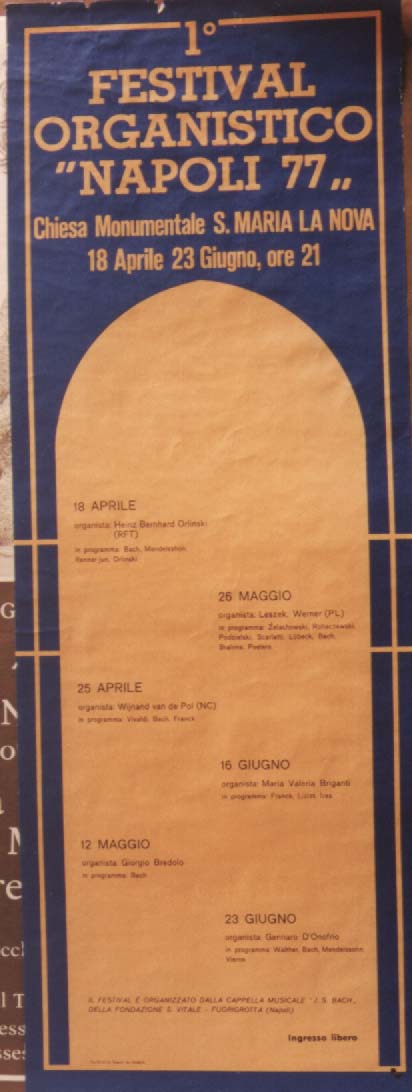 1°
FESTIVAL
ORGANISTICO
"NAPOLI 77"
Chiesa Monumentale S. MARIA LA NOVA
18 Aprile 23 Giugno, ore 21
18 APRILE
organista: Heinz Bernhard Orlinski
(RFT)
in programma: Bach, Mendelssohn,
Renner jun. Orlinski
26 MAGGIO
organista: Leszek. Werner (PL)
in programma: Żelachowski, Rohaczewski,
Podbielski, Scarlatti, Lübeck, Bach,
Brahms, Peeters
25 APRILE
organista: Wijnand van de Pol (NC)
in programma: Vivaldi, Bach, Franck
16 GIUGNO
organista: Maria Valeria Briganti
in programma: Franck, Liszt, Ives
12 MAGGIO
organista: Giorgio Bredolo
in programma: Bach
23 GIUGNO
organista: Gennaro D'Onofrio
in programma: Walther, Bach, Mendelssohn
Vierne
IL FESTIVAL È ORGANIZZATO DALLA CAPPELLA MUSICALE "J. S. BACH"
DELLA FONDAZIONE S. VITALE - FUORIGROTTA (Napoli)
Ingresso libero